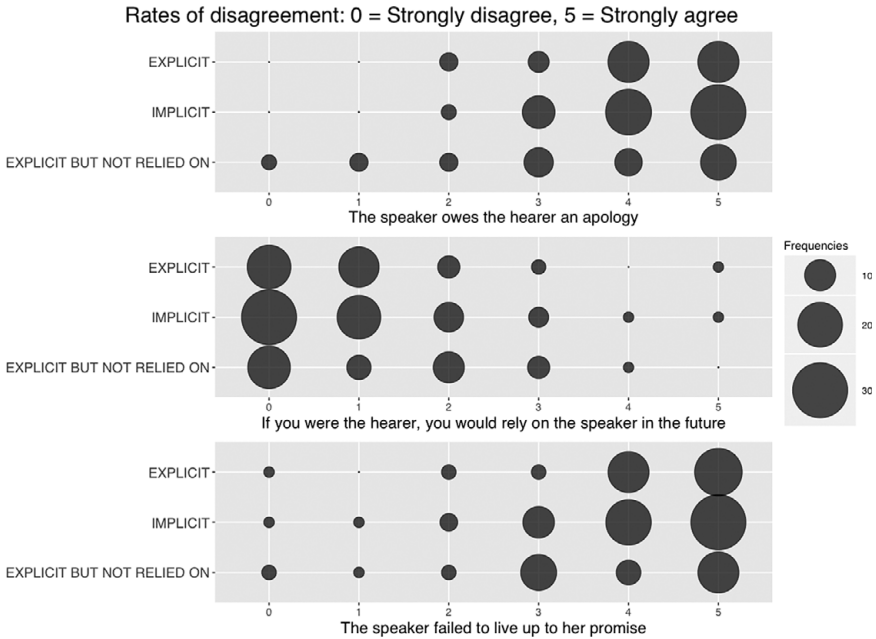 Rates of disagreement: 0 = Strongly disagree, 5 = Strongly agree
EXPLICIT
IMPLICIT
EXPLICIT BUT NOT RELIED ON
0 1 2 3 4 5
The speaker owes the hearer an apology
EXPLICIT
IMPLICIT
EXPLICIT BUT NOT RELIED ON
0 1 2 3 4 5
If you were the hearer, you would rely on the speaker in the future
EXPLICIT
IMPLICIT
EXPLICIT BUT NOT RELIED ON
0 1 2 3 4 5
The speaker failed to live up to her promise
Frequencies
10
20
30